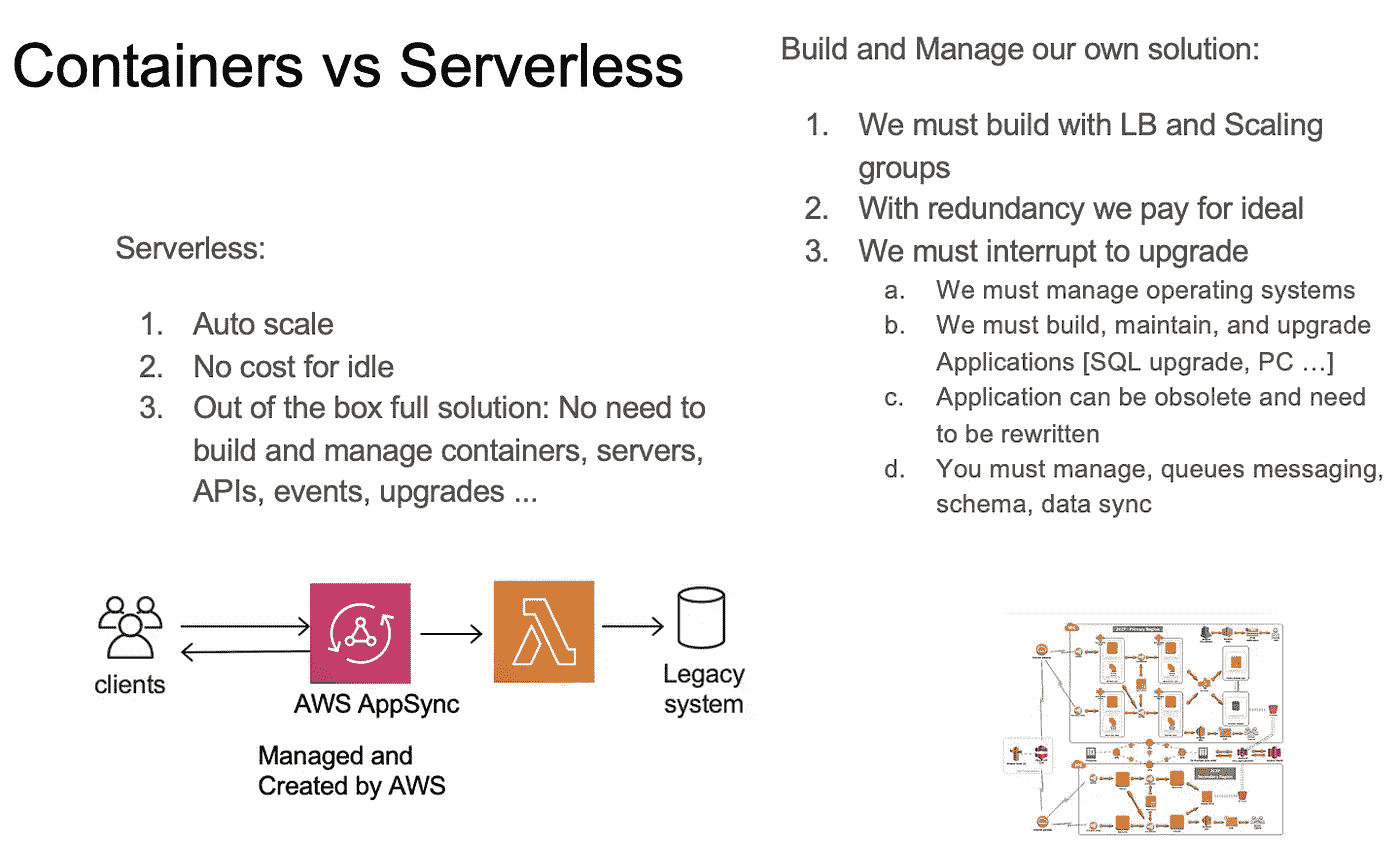 Containers vs Serverless
Serverless:
1. Auto scale
2. No cost for idle
3. Out of the box full solution: No need to
build and manage containers, servers,
APIs, events, upgrades ...
Build and Manage our own solution:
1. We must build with LB and Scaling
groups
2. With redundancy we pay for ideal
3. We must interrupt to upgrade
a. We must manage operating systems
b. We must build, maintain, and upgrade
Applications [SQL upgrade, PC …]
c. Application can be obsolete and need
to be rewritten
d. You must manage, queues messaging,
schema, data sync
clients
AWS AppSync
Managed and
Created by AWS
Legacy
system